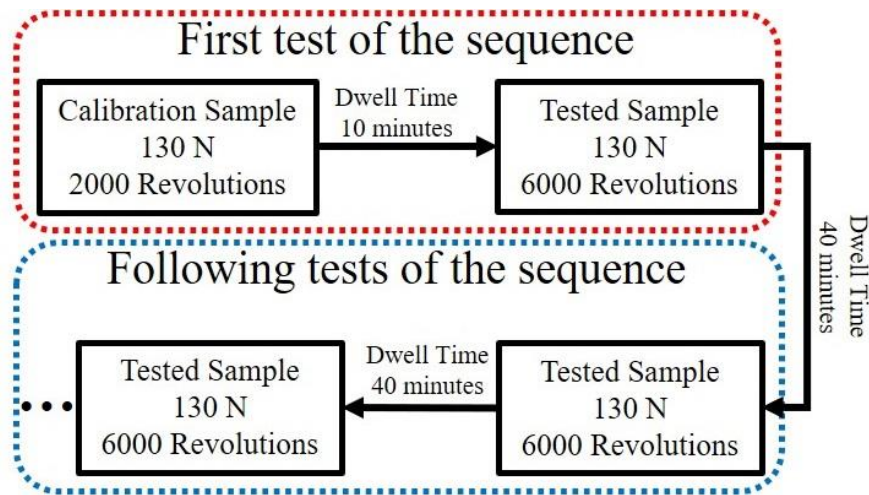 First test of the sequence
Calibration Sample
130 N
2000 Revolutions
Dwell Time
10 minutes
Tested Sample
130 N
6000 Revolutions
Dwell Time
40 minutes
Following tests of the sequence
Tested Sample
130 N
6000 Revolutions
Dwell Time
40 minutes
Tested Sample
130 N
6000 Revolutions